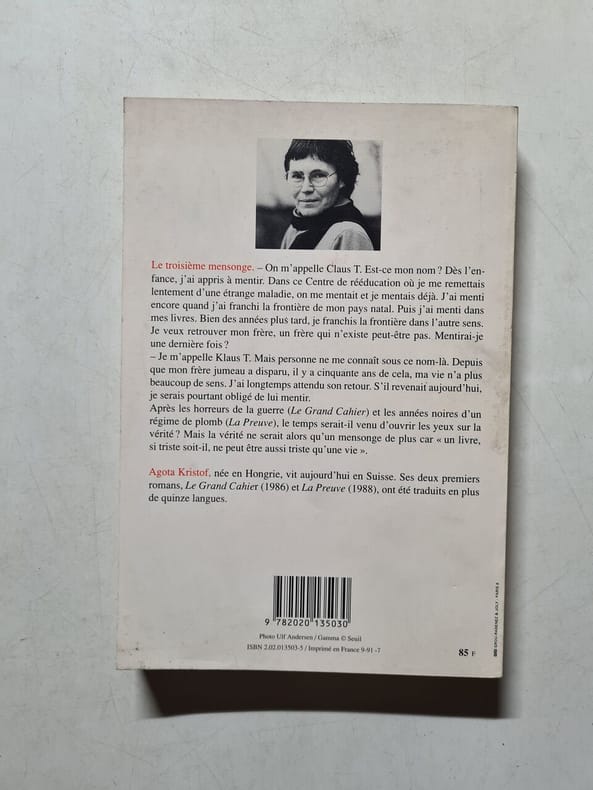 Le troisième mensonge. – On m'appelle Claus T. Est-ce mon nom ? Dès l'en-
fance, j'ai appris à mentir. Dans ce Centre de rééducation où je me remettais
lentement d'une étrange maladie, on me mentait et je mentais déjà. J'ai menti
encore quand j'ai franchi la frontière de mon pays natal. Puis j'ai menti dans
mes livres. Bien des années plus tard, je franchis la frontière dans l'autre sens.
Je veux retrouver mon frère, un frère qui n'existe peut-être pas. Mentirai-je
une dernière fois ?
– Je m'appelle Klaus T. Mais personne ne me connaît sous ce nom-là. Depuis
que mon frère jumeau a disparu, il y a cinquante ans de cela, ma vie n'a plus
beaucoup de sens. J'ai longtemps attendu son retour. S'il revenait aujourd'hui,
je serais pourtant obligé de lui mentir.
Après les horreurs de la guerre (Le Grand Cahier) et les années noires d'un
régime de plomb (La Preuve), le temps serait-il venu d'ouvrir les yeux sur la
vérité ? Mais la vérité ne serait alors qu'un mensonge de plus car « un livre,
si triste soit-il, ne peut être aussi triste qu'une vie ».
Agota Kristof, née en Hongrie, vit aujourd'hui en Suisse. Ses deux premiers
romans, Le Grand Cahier (1986) et La Preuve (1988), ont été traduits en plus
de quinze langues.
9 782020 135030
Photo Ulf Andersen / Gamma © Seuil
ISBN 2.02.013503-5 / Imprimé en France 9-91 -7
85 F